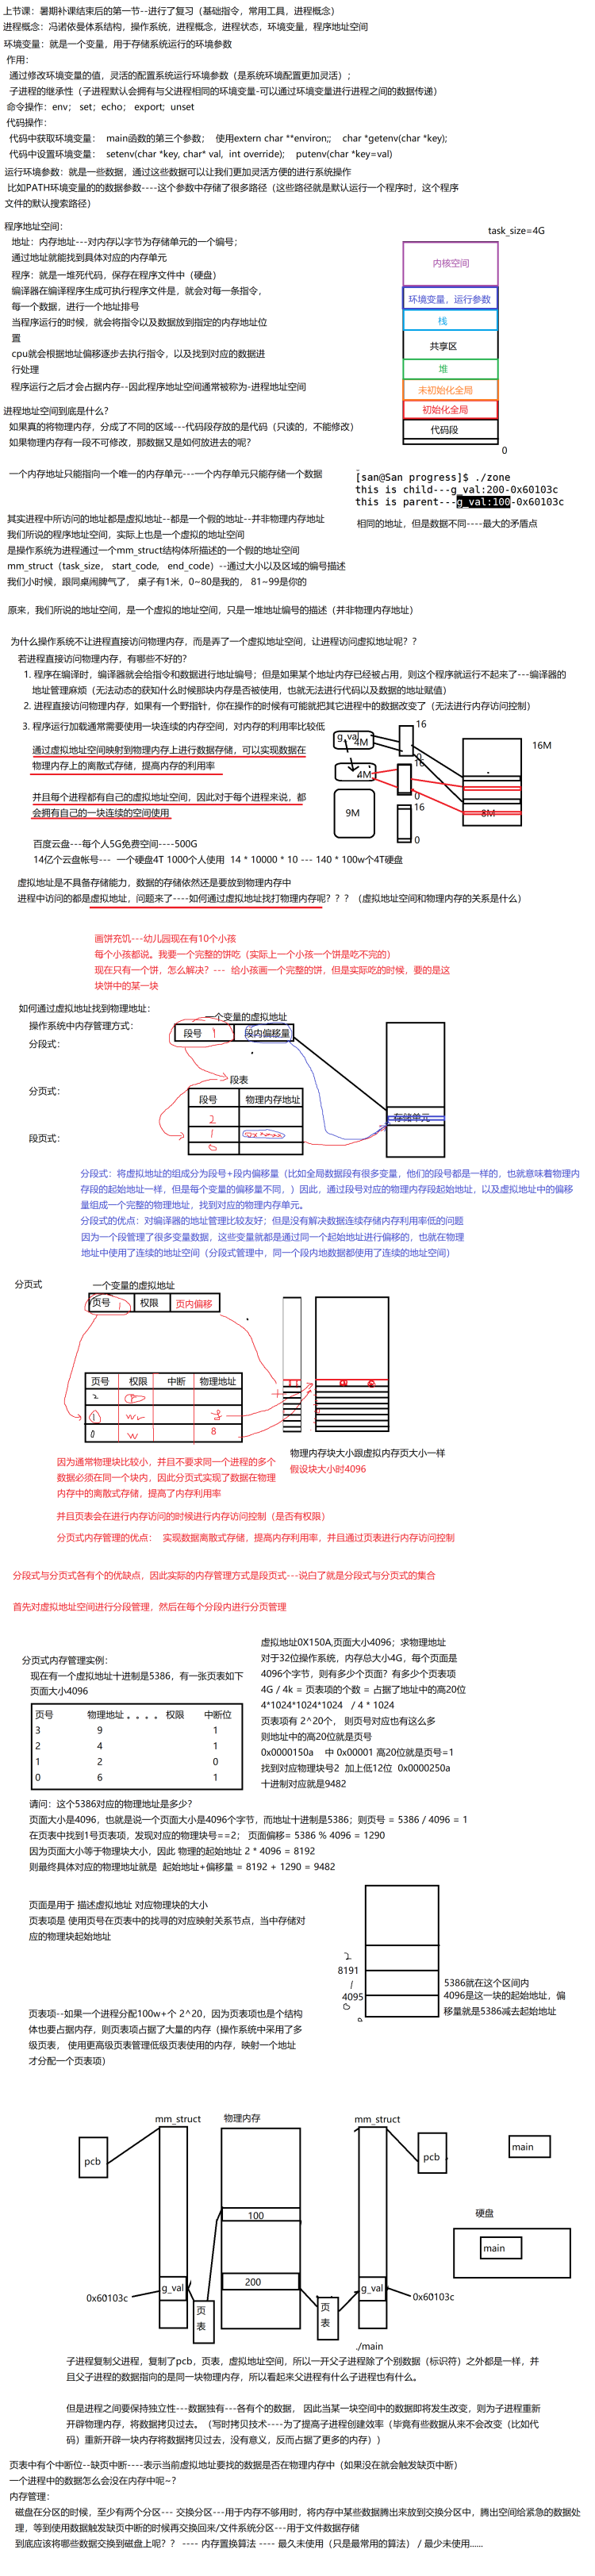 上节课：暑期补课结束后的第一节--进行了复习（基础指令，常用工具，进程概念）
进程概念：冯诺依曼体系结构，操作系统，进程概念，进程状态，环境变量，程序地址空间
环境变量：就是一个变量，用于存储系统运行的环境参数
作用：
通过修改环境变量的值，灵活的配置系统运行环境参数（是系统环境配置更加灵活）；
子进程的继承性（子进程默认会拥有与父进程相同的环境变量-可以通过环境变量进行进程之间的数据传递）
命令操作：env； set；echo； export；unset
代码操作：
代码中获取环境变量： main函数的第三个参数； 使用extern char **environ;； char *getenv(char *key);
代码中设置环境变量： setenv(char *key, char* val, int override); putenv(char *key=val)
运行环境参数：就是一些数据，通过这些数据可以让我们更加灵活方便的进行系统操作
比如PATH环境变量的的数据参数----这个参数中存储了很多路径（这些路径就是默认运行一个程序时，这个程序
文件的默认搜索路径）
程序地址空间：
地址：内存地址---对内存以字节为存储单元的一个编号；
通过地址就能找到具体对应的内存单元
程序：就是一堆死代码，保存在程序文件中（硬盘）
编译器在编译程序生成可执行程序文件是，就会对每一条指令，
每一个数据，进行一个地址排号
当程序运行的时候，就会将指令以及数据放到指定的内存地址位
置
cpu就会根据地址偏移逐步去执行指令，以及找到对应的数据进
行处理
程序运行之后才会占据内存--因此程序地址空间通常被称为-进程地址空间
task_size=4G
内核空间
环境变量，运行参数
栈
共享区
堆
未初始化全局
初始化全局
代码段
0
进程地址空间到底是什么？
如果真的将物理内存，分成了不同的区域---代码段存放的是代码（只读的，不能修改）
如果物理内存有一段不可修改，那数据又是如何放进去的呢？
一个内存地址只能指向一个唯一的内存单元---一个内存单元只能存储一个数据
[san@San progress]$ ./zone
this is child---g_val:200-0x60103c
this is parent---g_val:100-0x60103c
相同的地址，但是数据不同----最大的矛盾点
其实进程中所访问的地址都是虚拟地址--都是一个假的地址--并非物理内存地址
我们所说的程序地址空间，实际上也是一个虚拟的地址空间
是操作系统为进程通过一个mm_struct结构体所描述的一个假的地址空间
mm_struct（task_size， start_code， end_code）--通过大小以及区域的编号描述
我们小时候，跟同桌闹脾气了， 桌子有1米，0~80是我的， 81~99是你的
原来，我们所说的地址空间，是一个虚拟的地址空间，只是一堆地址编号的描述（并非物理内存地址）
为什么操作系统不让进程直接访问物理内存，而是弄了一个虚拟地址空间，让进程访问虚拟地址呢？？
若进程直接访问物理内存，有哪些不好的？
1. 程序在编译时，编译器就会给指令和数据进行地址编号；但是如果某个地址内存已经被占用，则这个程序就运行不起来了---编译器的
地址管理麻烦（无法动态的获知什么时候那块内存是否被使用，也就无法进行代码以及数据的地址赋值）
2. 进程直接访问物理内存，如果有一个野指针，你在操作的时候有可能就把其它进程中的数据改变了（无法进行内存访问控制）
3. 程序运行加载通常需要使用一块连续的内存空间，对内存的利用率比较低
通过虚拟地址空间映射到物理内存上进行数据存储，可以实现数据在
物理内存上的离散式存储，提高内存的利用率
并且每个进程都有自己的虚拟地址空间，因此对于每个进程来说，都
会拥有自己的一块连续的空间使用
g_val
4M
4M
9M
16
0
16
0
16
0
16M
8M
百度云盘---每个人5G免费空间----500G
14亿个云盘帐号--- 一个硬盘4T 1000个人使用 14 * 10000 * 10 --- 140 * 100w个4T硬盘
虚拟地址是不具备存储能力，数据的存储依然还是要放到物理内存中
进程中访问的都是虚拟地址，问题来了----如何通过虚拟地址找打物理内存呢？？？（虚拟地址空间和物理内存的关系是什么）
画饼充饥---幼儿园现在有10个小孩
每个小孩都说。我要一个完整的饼吃（实际上一个小孩一个饼是吃不完的）
现在只有一个饼，怎么解决？--- 给小孩画一个完整的饼，但是实际吃的时候，要的是这
块饼中的某一块
如何通过虚拟地址找到物理地址：
操作系统中内存管理方式：
分段式：
分页式：
段页式：
一个变量的虚拟地址
段号 1 段内偏移量
段表
段号 物理内存地址
2
1
0
存储单元
分段式：将虚拟地址的组成分为段号+段内偏移量（比如全局数据段有很多变量，他们的段号都是一样的，也就意味着物理内
存段的起始地址一样，但是每个变量的偏移量不同，）因此，通过段号对应的物理内存段起始地址，以及虚拟地址中的偏移
量组成一个完整的物理地址，找到对应的物理内存单元。
分段式的优点：对编译器的地址管理比较友好；但是没有解决数据连续存储内存利用率低的问题
因为一个段管理了很多变量数据，这些变量就都是通过同一个起始地址进行偏移的，也就在物理
地址中使用了连续的地址空间（分段式管理中，同一个段内地数据都使用了连续的地址空间）
分页式
一个变量的虚拟地址
页号 1 权限 页内偏移
页号 权限 中断 物理地址
2
1
0 w 8
物理内存块大小跟虚拟内存页大小一样
假设块大小时4096
因为通常物理块比较小，并且不要求同一个进程的多个
数据必须在同一个块内，因此分页式实现了数据在物理
内存中的离散式存储，提高了内存利用率
并且页表会在进行内存访问的时候进行内存访问控制（是否有权限）
分页式内存管理的优点： 实现数据离散式存储，提高内存利用率，并且通过页表进行内存访问控制
分段式与分页式各有个的优缺点，因此实际的内存管理方式是段页式---说白了就是分段式与分页式的集合
首先对虚拟地址空间进行分段管理，然后在每个分段内进行分页管理
分页式内存管理实例：
现在有一个虚拟地址十进制是5386，有一张页表如下
页面大小4096
页号 物理地址 。。。。 权限 中断位
3 9 1
2 4 1
1 2 0
0 6 1
虚拟地址0X150A,页面大小4096；求物理地址
对于32位操作系统，内存总大小4G，每个页面是
4096个字节，则有多少个页面？有多少个页表项
4G / 4k = 页表项的个数 = 占据了地址中的高20位
4*1024*1024*1024 / 4 * 1024
页表项有 2^20个， 则页号对应也有这么多
则地址中的高20位就是页号
0x0000150a 中 0x00001 高20位就是页号=1
找到对应物理块号2 加上低12位 0x0000250a
十进制对应就是9482
请问：这个5386对应的物理地址是多少？
页面大小是4096，也就是说一个页面大小是4096个字节，而地址十进制是5386；则页号 = 5386 / 4096 = 1
在页表中找到1号页表项，发现对应的物理块号==2； 页面偏移= 5386 % 4096 = 1290
因为页面大小等于物理块大小，因此 物理的起始地址 2 * 4096 = 8192
则最终具体对应的物理地址就是 起始地址+偏移量 = 8192 + 1290 = 9482
页面是用于 描述虚拟地址 对应物理块的大小
页表项是 使用页号在页表中的找寻的对应映射关系节点，当中存储对
应的物理块起始地址
2
8191
1
4095
0
0
5386就在这个区间内
4096是这一块的起始地址，偏
移量就是5386减去起始地址
页表项--如果一个进程分配100w+个 2^20，因为页表项也是个结构
体也要占据内存，则页表项占据了大量的内存（操作系统中采用了多
级页表， 使用更高级页表管理低级页表使用的内存，映射一个地址
才分配一个页表项）
mm_struct
物理内存
mm_struct
pcb
pcb
main
硬盘
main
100
200
g_val
g_val
0x60103c
0x60103c
页
表
页
表
./main
子进程复制父进程，复制了pcb，页表，虚拟地址空间，所以一开父子进程除了个别数据（标识符）之外都是一样，并
且父子进程的数据指向的是同一块物理内存，所以看起来父进程有什么子进程也有什么。
但是进程之间要保持独立性---数据独有---各有个的数据， 因此当某一块空间中的数据即将发生改变，则为子进程重新
开辟物理内存，将数据拷贝过去。（写时拷贝技术----为了提高子进程创建效率（毕竟有些数据从来不会改变（比如代
码）重新开辟一块内存将数据拷贝过去，没有意义，反而占据了更多的内存））
页表中有个中断位--缺页中断----表示当前虚拟地址要找的数据是否在物理内存中（如果没在就会触发缺页中断）
一个进程中的数据怎么会没在内存中呢~？
内存管理：
磁盘在分区的时候，至少有两个分区--- 交换分区---用于内存不够用时，将内存中某些数据腾出来放到交换分区中，腾出空间给紧急的数据处
理，等到使用数据触发缺页中断的时候再交换回来/文件系统分区---用于文件数据存储
到底应该将哪些数据交换到磁盘上呢？？ ---- 内存置换算法 ---- 最久未使用（只是最常用的算法） / 最少未使用......